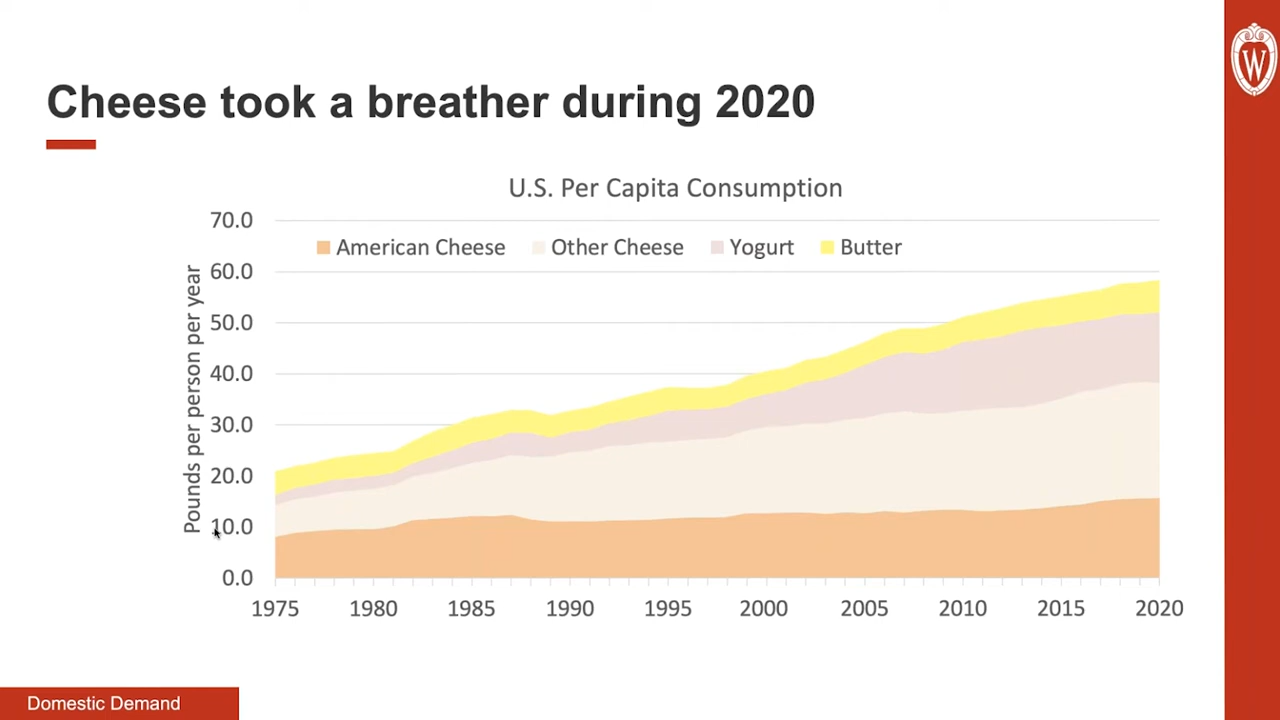 W
Cheese took a breather during 2020
U.S. Per Capita Consumption
70.0
American Cheese Other Cheese Yogurt Butter
60.0
50.0
40.0
30.0
20.0
10.0
0.0
Pounds per person per year
1975 1980 1985 1990 1995 2000 2005 2010 2015 2020
Domestic Demand